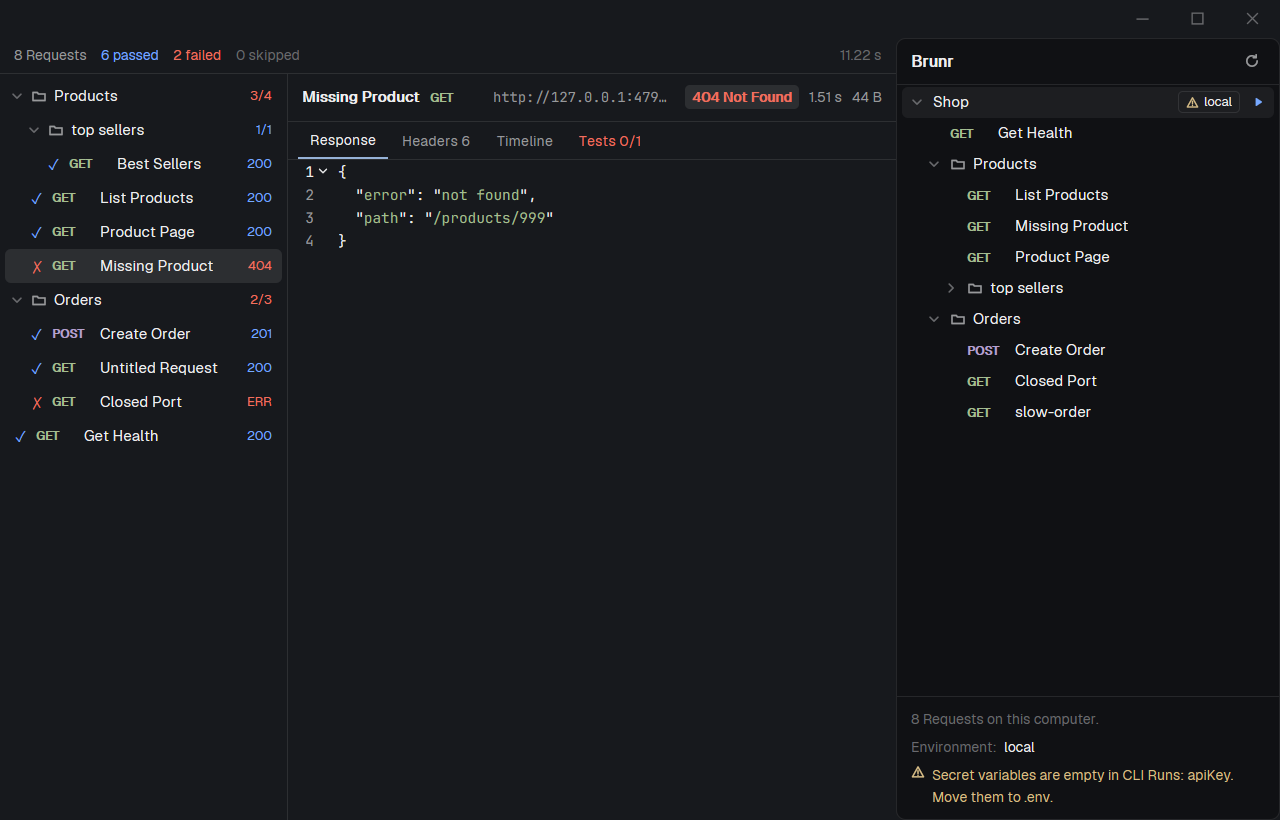 8 Requests 6 passed 2 failed 0 skipped 11.22 s
Products 3/4
top sellers 1/1
✓ GET Best Sellers 200
✓ GET List Products 200
✓ GET Product Page 200
✗ GET Missing Product 404
Orders 2/3
✓ POST Create Order 201
✓ GET Untitled Request 200
✗ GET Closed Port ERR
✓ GET Get Health 200
Missing Product GET http://127.0.0.1:479… 404 Not Found 1.51 s 44 B
Response Headers 6 Timeline Tests 0/1
1 {
2 "error": "not found",
3 "path": "/products/999"
4 }
Brunr
Shop local
GET Get Health
Products
GET List Products
GET Missing Product
GET Product Page
top sellers
Orders
POST Create Order
GET Closed Port
GET slow-order
8 Requests on this computer.
Environment: local
Secret variables are empty in CLI Runs: apiKey.
Move them to .env.